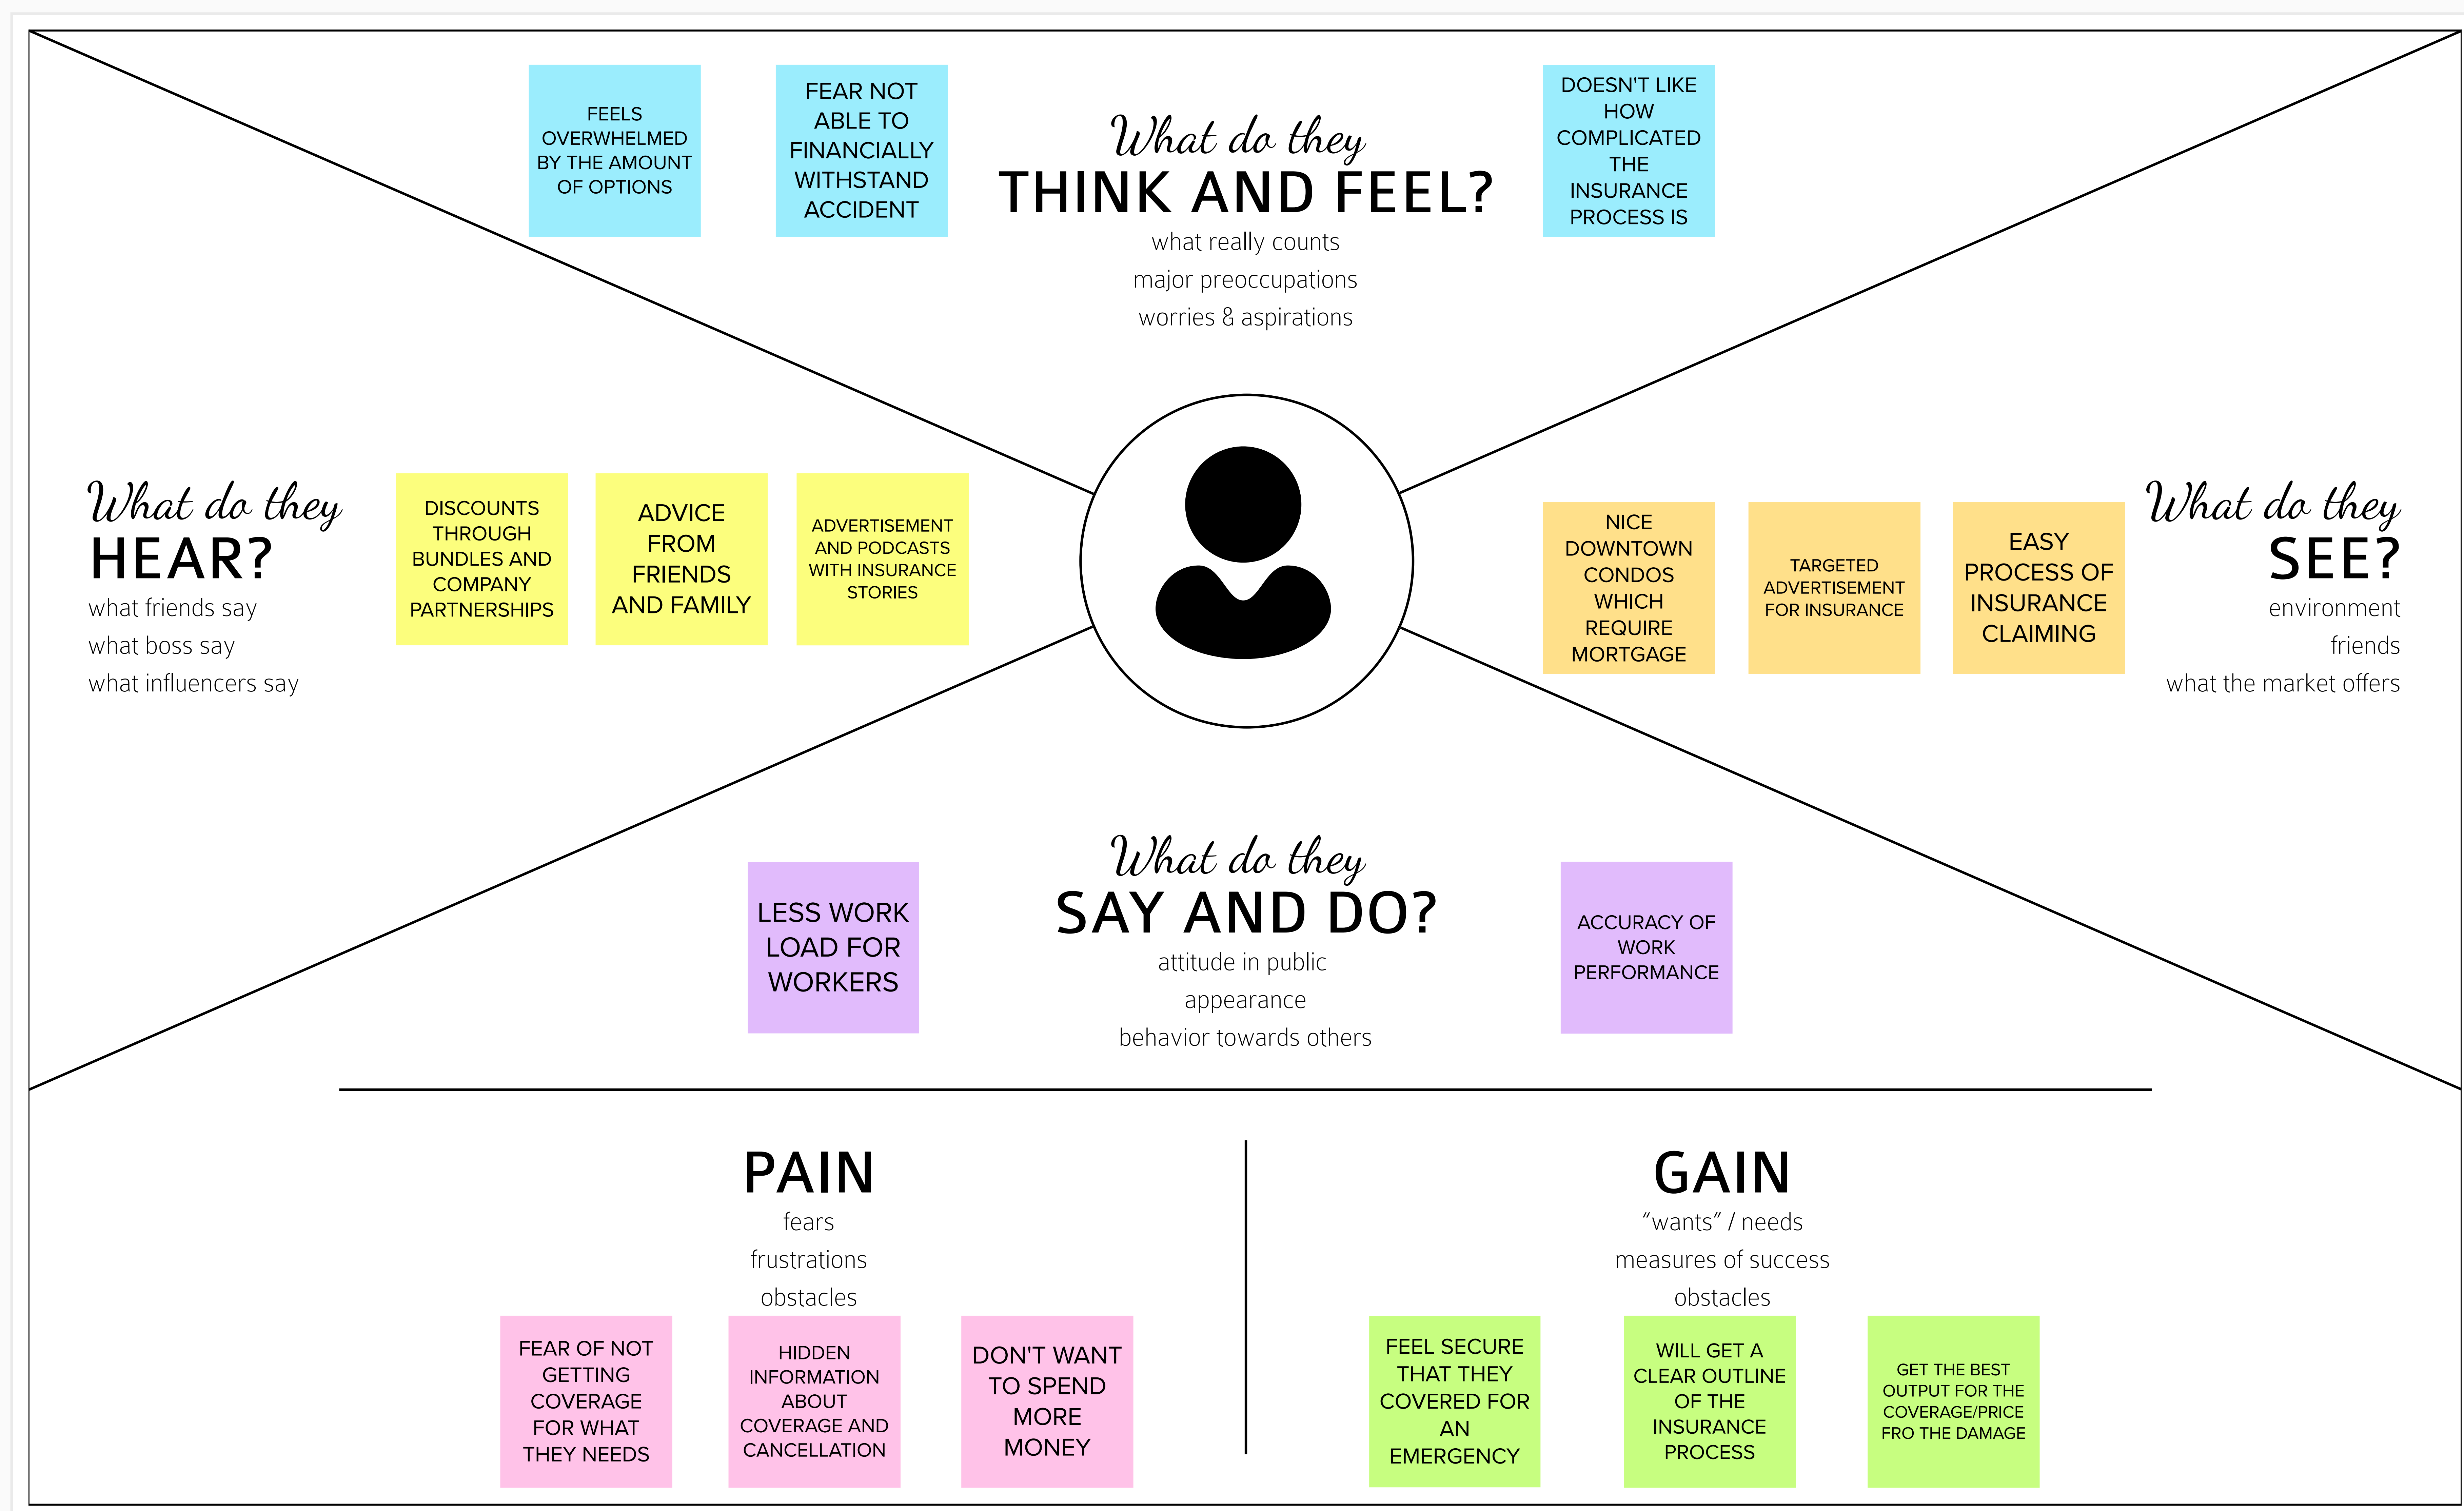 FEELS
OVERWHELMED
BY THE AMOUNT
OF OPTIONS
FEAR NOT
ABLE TO
FINANCIALLY
WITHSTAND
ACCIDENT
What do they
THINK AND FEEL?
what really counts
major preoccupations
worries & aspirations
DOESN'T LIKE
HOW
COMPLICATED
THE
INSURANCE
PROCESS IS
What do they
HEAR?
what friends say
what boss say
what influencers say
DISCOUNTS
THROUGH
BUNDLES AND
COMPANY
PARTNERSHIPS
ADVICE
FROM
FRIENDS
AND FAMILY
ADVERTISEMENT
AND PODCASTS
WITH INSURANCE
STORIES
NICE
DOWNTOWN
CONDOS
WHICH
REQUIRE
MORTGAGE
TARGETED
ADVERTISEMENT
FOR INSURANCE
EASY
PROCESS OF
INSURANCE
CLAIMING
What do they
SEE?
environment
friends
what the market offers
LESS WORK
LOAD FOR
WORKERS
What do they
SAY AND DO?
attitude in public
appearance
behavior towards others
ACCURACY OF
WORK
PERFORMANCE
PAIN
fears
frustrations
obstacles
FEAR OF NOT
GETTING
COVERAGE
FOR WHAT
THEY NEEDS
HIDDEN
INFORMATION
ABOUT
COVERAGE AND
CANCELLATION
DON'T WANT
TO SPEND
MORE
MONEY
GAIN
“wants” / needs
measures of success
obstacles
FEEL SECURE
THAT THEY
COVERED FOR
AN
EMERGENCY
WILL GET A
CLEAR OUTLINE
OF THE
INSURANCE
PROCESS
GET THE BEST
OUTPUT FOR THE
COVERAGE/PRICE
FRO THE DAMAGE